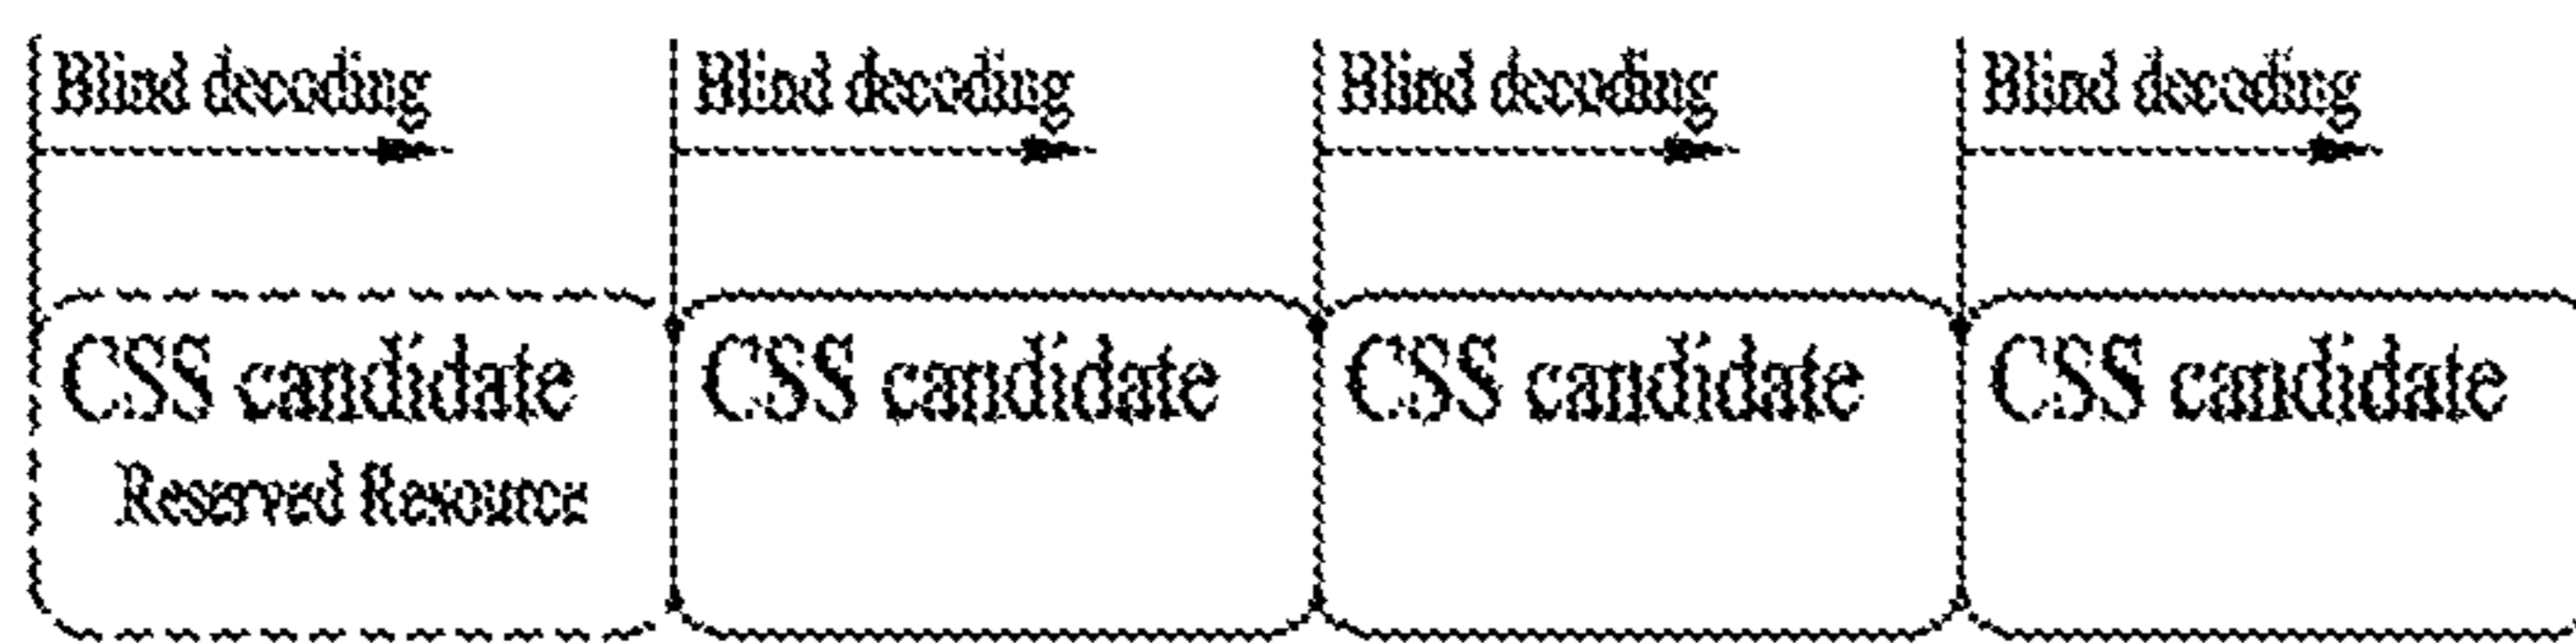 Blind decoding Blind decoding Blind decoding Blind decoding
CSS candidate CSS candidate CSS candidate CSS candidate
Reserved Resource